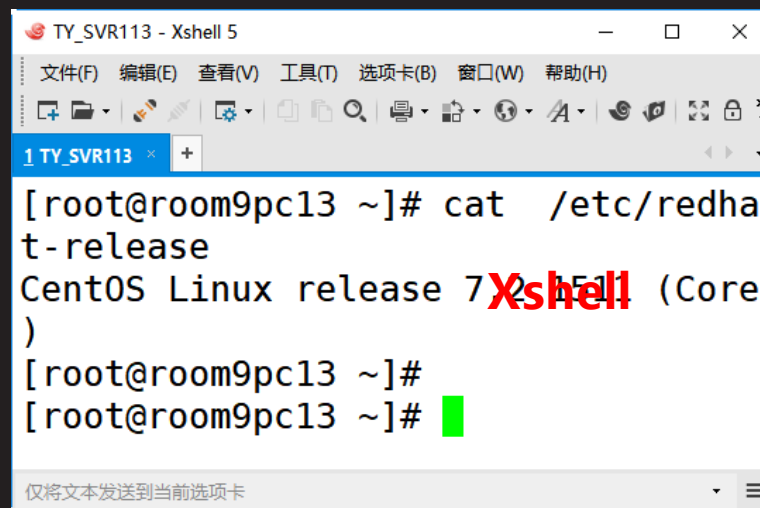 TY_SVR113 - Xshell 5
文件(F) 编辑(E) 查看(V) 工具(T) 选项卡(B) 窗口(W) 帮助(H)
1 TY_SVR113 × +
[root@room9pc13 ~]# cat  /etc/redha
t-release
CentOS Linux release 7.2.1511 (Core
)
Xshell
[root@room9pc13 ~]#
[root@room9pc13 ~]#
仅将文本发送到当前选项卡